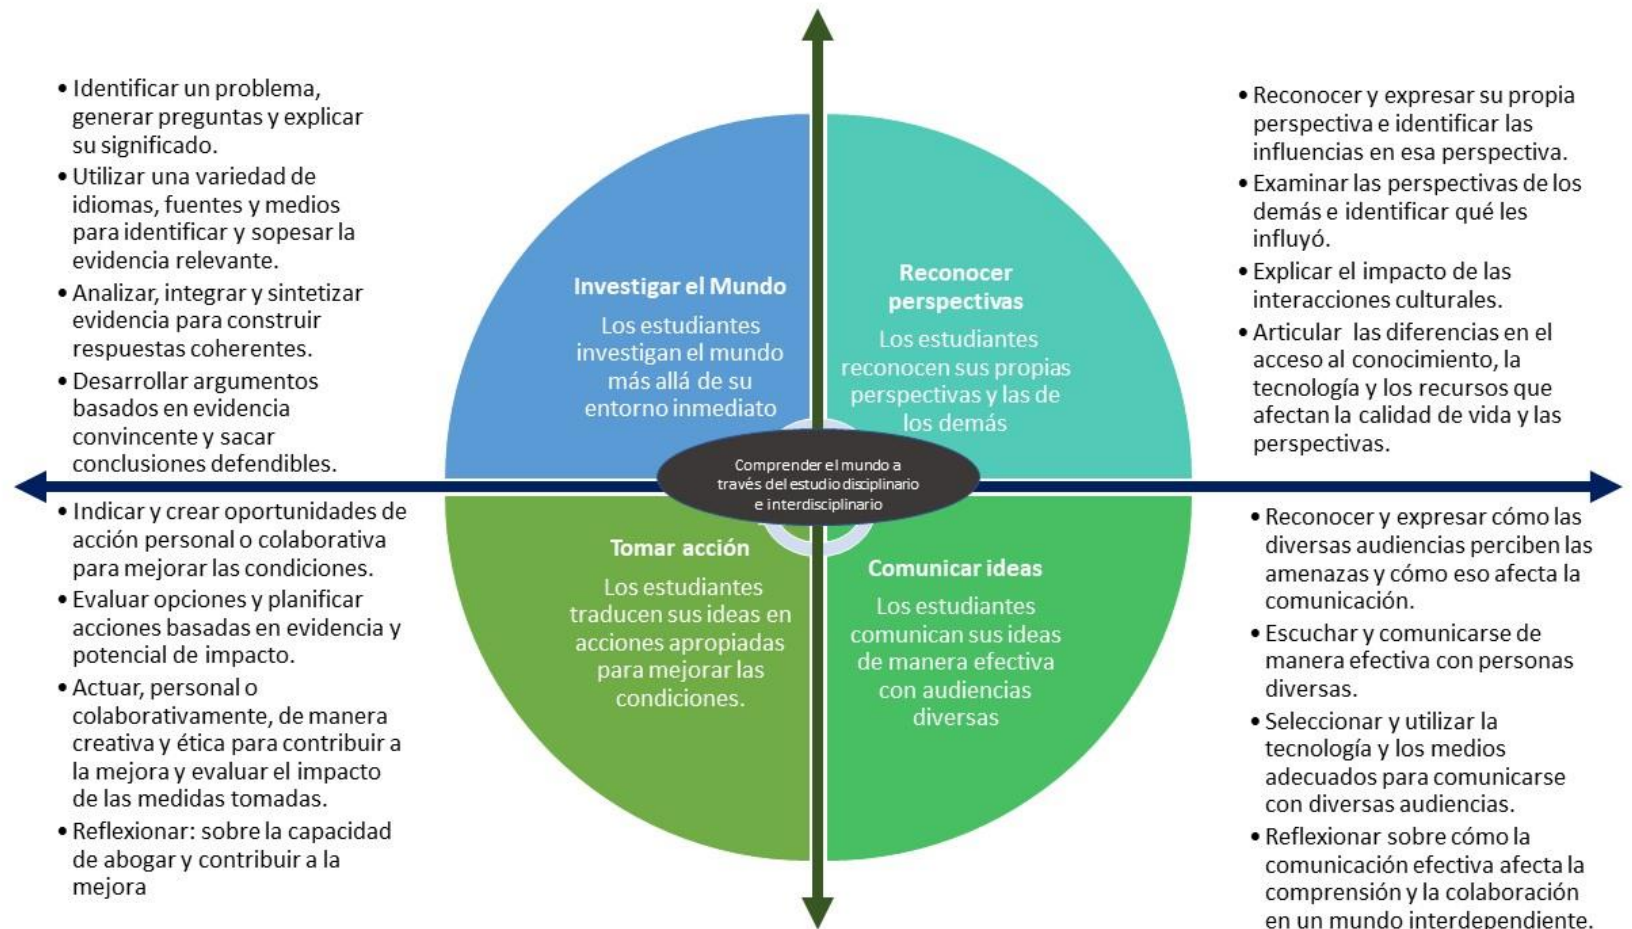 • Identificar un problema,
generar preguntas y explicar
su significado.
• Utilizar una variedad de
idiomas, fuentes y medios
para identificar y sopesar la
evidencia relevante.
• Analizar, integrar y sintetizar
evidencia para construir
respuestas coherentes.
• Desarrollar argumentos
basados en evidencia
convincente y sacar
conclusiones defendibles.
Investigar el Mundo
Los estudiantes
investigan el mundo
más allá de su
entorno inmediato
Reconocer
perspectivas
Los estudiantes
reconocen sus propias
perspectivas y las de
los demás
• Reconocer y expresar su propia
perspectiva e identificar las
influencias en esa perspectiva.
• Examinar las perspectivas de los
demás e identificar qué les
influyó.
• Explicar el impacto de las
interacciones culturales.
• Articular las diferencias en el
acceso al conocimiento, la
tecnología y los recursos que
afectan la calidad de vida y las
perspectivas.
Comprender el mundo a
través del estudio disciplinario
e interdisciplinario
• Indicar y crear oportunidades de
acción personal o colaborativa
para mejorar las condiciones.
• Evaluar opciones y planificar
acciones basadas en evidencia y
potencial de impacto.
• Actuar, personal o
colaborativamente, de manera
creativa y ética para contribuir a
la mejora y evaluar el impacto
de las medidas tomadas.
• Reflexionar: sobre la capacidad
de abogar y contribuir a la
mejora
Tomar acción
Los estudiantes
traducen sus ideas en
acciones apropiadas
para mejorar las
condiciones.
Comunicar ideas
Los estudiantes
comunican sus ideas
de manera efectiva
con audiencias
diversas
• Reconocer y expresar cómo las
diversas audiencias perciben las
amenazas y cómo eso afecta la
comunicación.
• Escuchar y comunicarse de
manera efectiva con personas
diversas.
• Seleccionar y utilizar la
tecnología y los medios
adecuados para comunicarse
con diversas audiencias.
• Reflexionar sobre cómo la
comunicación efectiva afecta la
comprensión y la colaboración
en un mundo interdependiente.